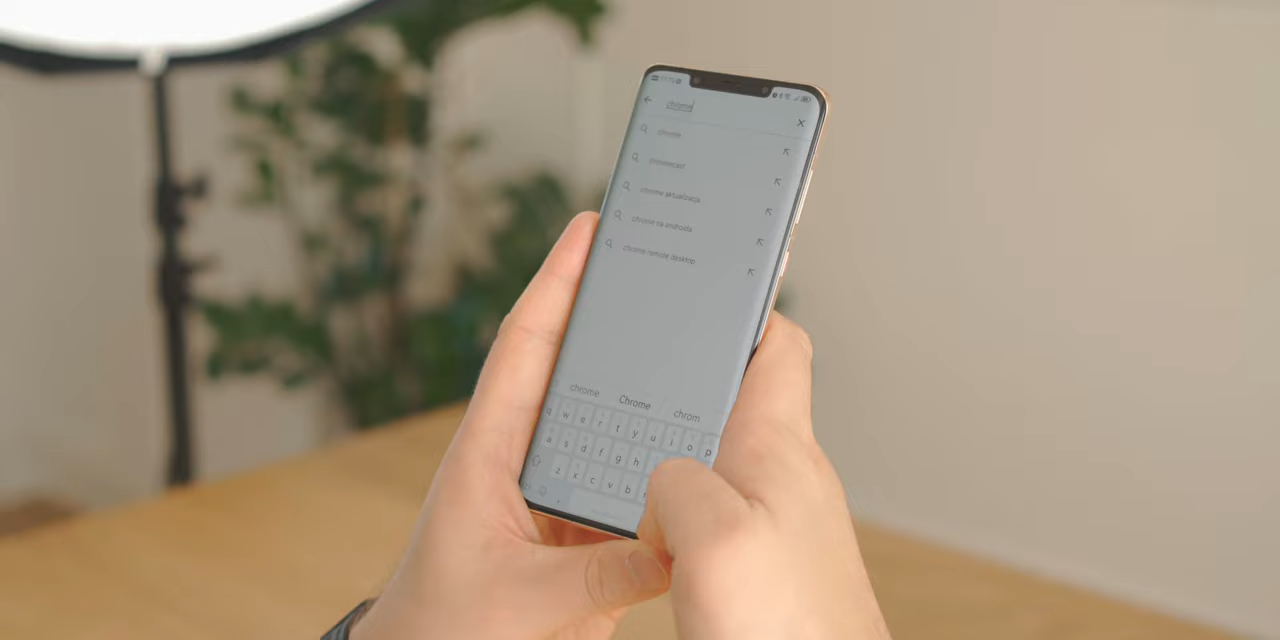 chrome
chrome
chromecast
chrome aktualizacja
chrome na androida
chrome remote desktop
chrome Chrome chrom
q w e r t y u i o p
a s d f g h
z x c v b